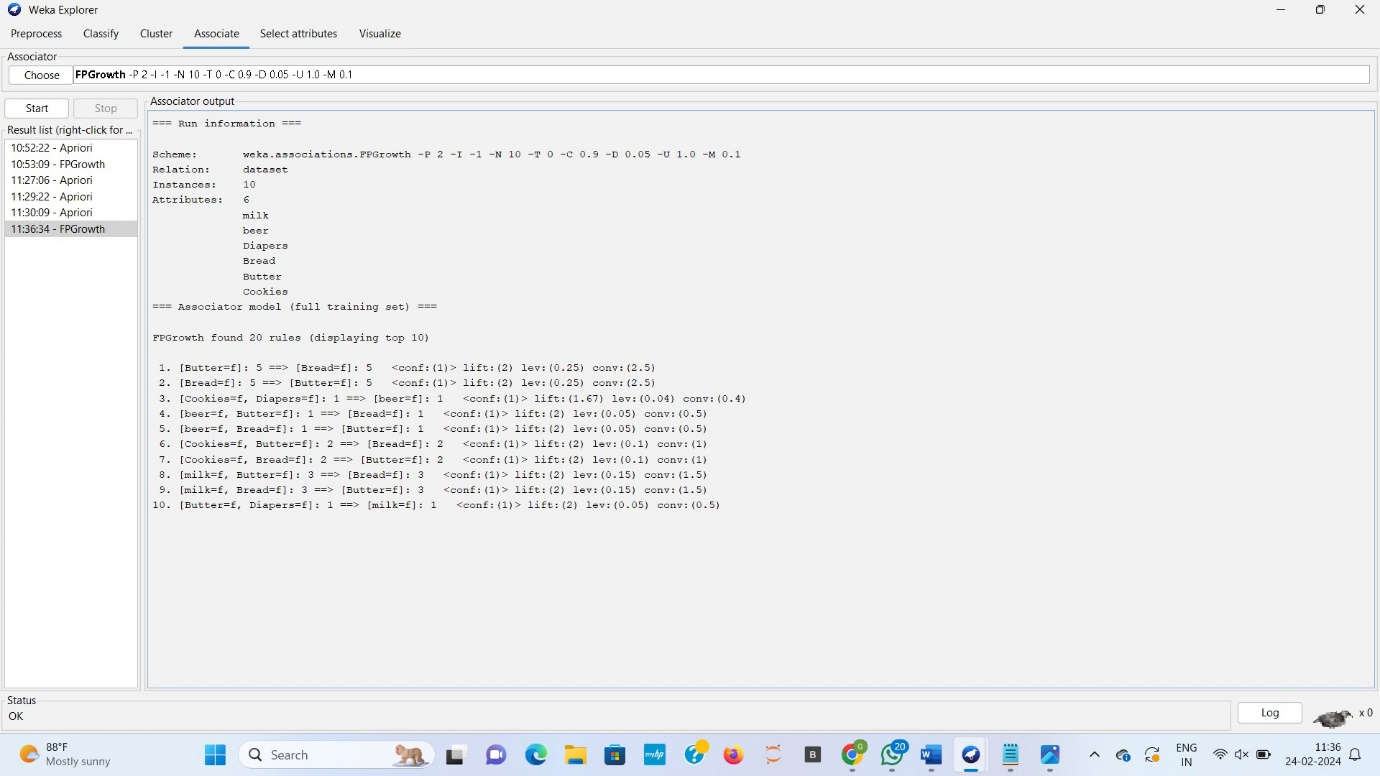 Weka Explorer
Preprocess Classify Cluster Associate Select attributes Visualize
Associator
Choose FPGrowth -P 2 -I -1 -N 10 -T 0 -C 0.9 -D 0.05 -U 1.0 -M 0.1
Start Stop
Result list (right-click for ...
10:52:22 - Apriori
10:53:09 - FPGrowth
11:27:06 - Apriori
11:29:22 - Apriori
11:30:09 - Apriori
11:36:34 - FPGrowth
Associator output
=== Run information ===
Scheme: weka.associations.FPGrowth -P 2 -I -1 -N 10 -T 0 -C 0.9 -D 0.05 -U 1.0 -M 0.1
Relation: dataset
Instances: 10
Attributes: 6
milk
beer
Diapers
Bread
Butter
Cookies
=== Associator model (full training set) ===
FPGrowth found 20 rules (displaying top 10)
1. [Butter=f]: 5 ==> [Bread=f]: 5 <conf:(1)> lift:(2) lev:(0.25) conv:(2.5)
2. [Bread=f]: 5 ==> [Butter=f]: 5 <conf:(1)> lift:(2) lev:(0.25) conv:(2.5)
3. [Cookies=f, Diapers=f]: 1 ==> [beer=f]: 1 <conf:(1)> lift:(1.67) lev:(0.04) conv:(0.4)
4. [beer=f, Butter=f]: 1 ==> [Bread=f]: 1 <conf:(1)> lift:(2) lev:(0.05) conv:(0.5)
5. [beer=f, Bread=f]: 1 ==> [Butter=f]: 1 <conf:(1)> lift:(2) lev:(0.05) conv:(0.5)
6. [Cookies=f, Butter=f]: 2 ==> [Bread=f]: 2 <conf:(1)> lift:(2) lev:(0.1) conv:(1)
7. [Cookies=f, Bread=f]: 2 ==> [Butter=f]: 2 <conf:(1)> lift:(2) lev:(0.1) conv:(1)
8. [milk=f, Butter=f]: 3 ==> [Bread=f]: 3 <conf:(1)> lift:(2) lev:(0.15) conv:(1.5)
9. [milk=f, Bread=f]: 3 ==> [Butter=f]: 3 <conf:(1)> lift:(2) lev:(0.15) conv:(1.5)
10. [Butter=f, Diapers=f]: 1 ==> [milk=f]: 1 <conf:(1)> lift:(2) lev:(0.05) conv:(0.5)
Status
OK
Log x 0
88°F
Mostly sunny
Search
myhp
B
0
20
ENG
IN
11:36
24-02-2024